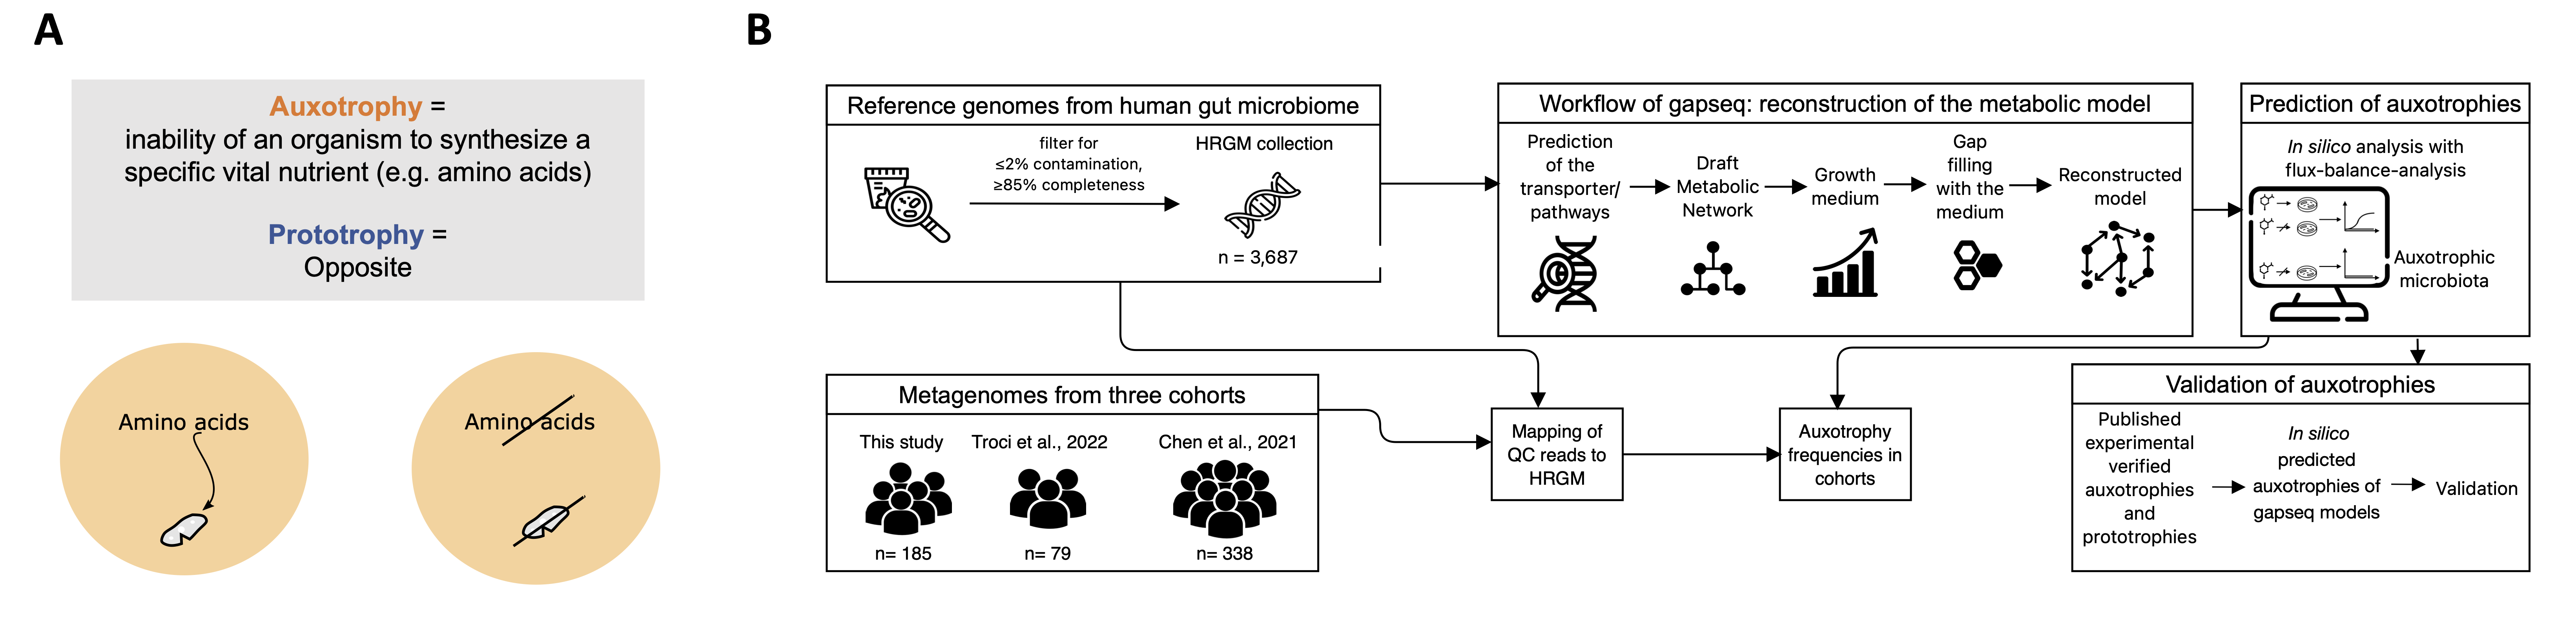 A
Auxotrophy =
inability of an organism to synthesize a
specific vital nutrient (e.g. amino acids)
Prototrophy =
Opposite
Amino acids
Amino acids
B
Reference genomes from human gut microbiome
filter for
≤2% contamination,
≥85% completeness
HRGM collection
n = 3,687
Workflow of gapseq: reconstruction of the metabolic model
Prediction
of the
transporter/
pathways
Draft
Metabolic
Network
Growth
medium
Gap
filling
with the
medium
Reconstructed
model
Prediction of auxotrophies
In silico analysis with
flux-balance-analysis
Auxotrophic
microbiota
Metagenomes from three cohorts
This study
n= 185
Troci et al., 2022
n= 79
Chen et al., 2021
n= 338
Mapping of
QC reads to
HRGM
Auxotrophy
frequencies in
cohorts
Validation of auxotrophies
Published
experimental
verified
auxotrophies
and
prototrophies
In silico
predicted
auxotrophies of
gapseq models
Validation